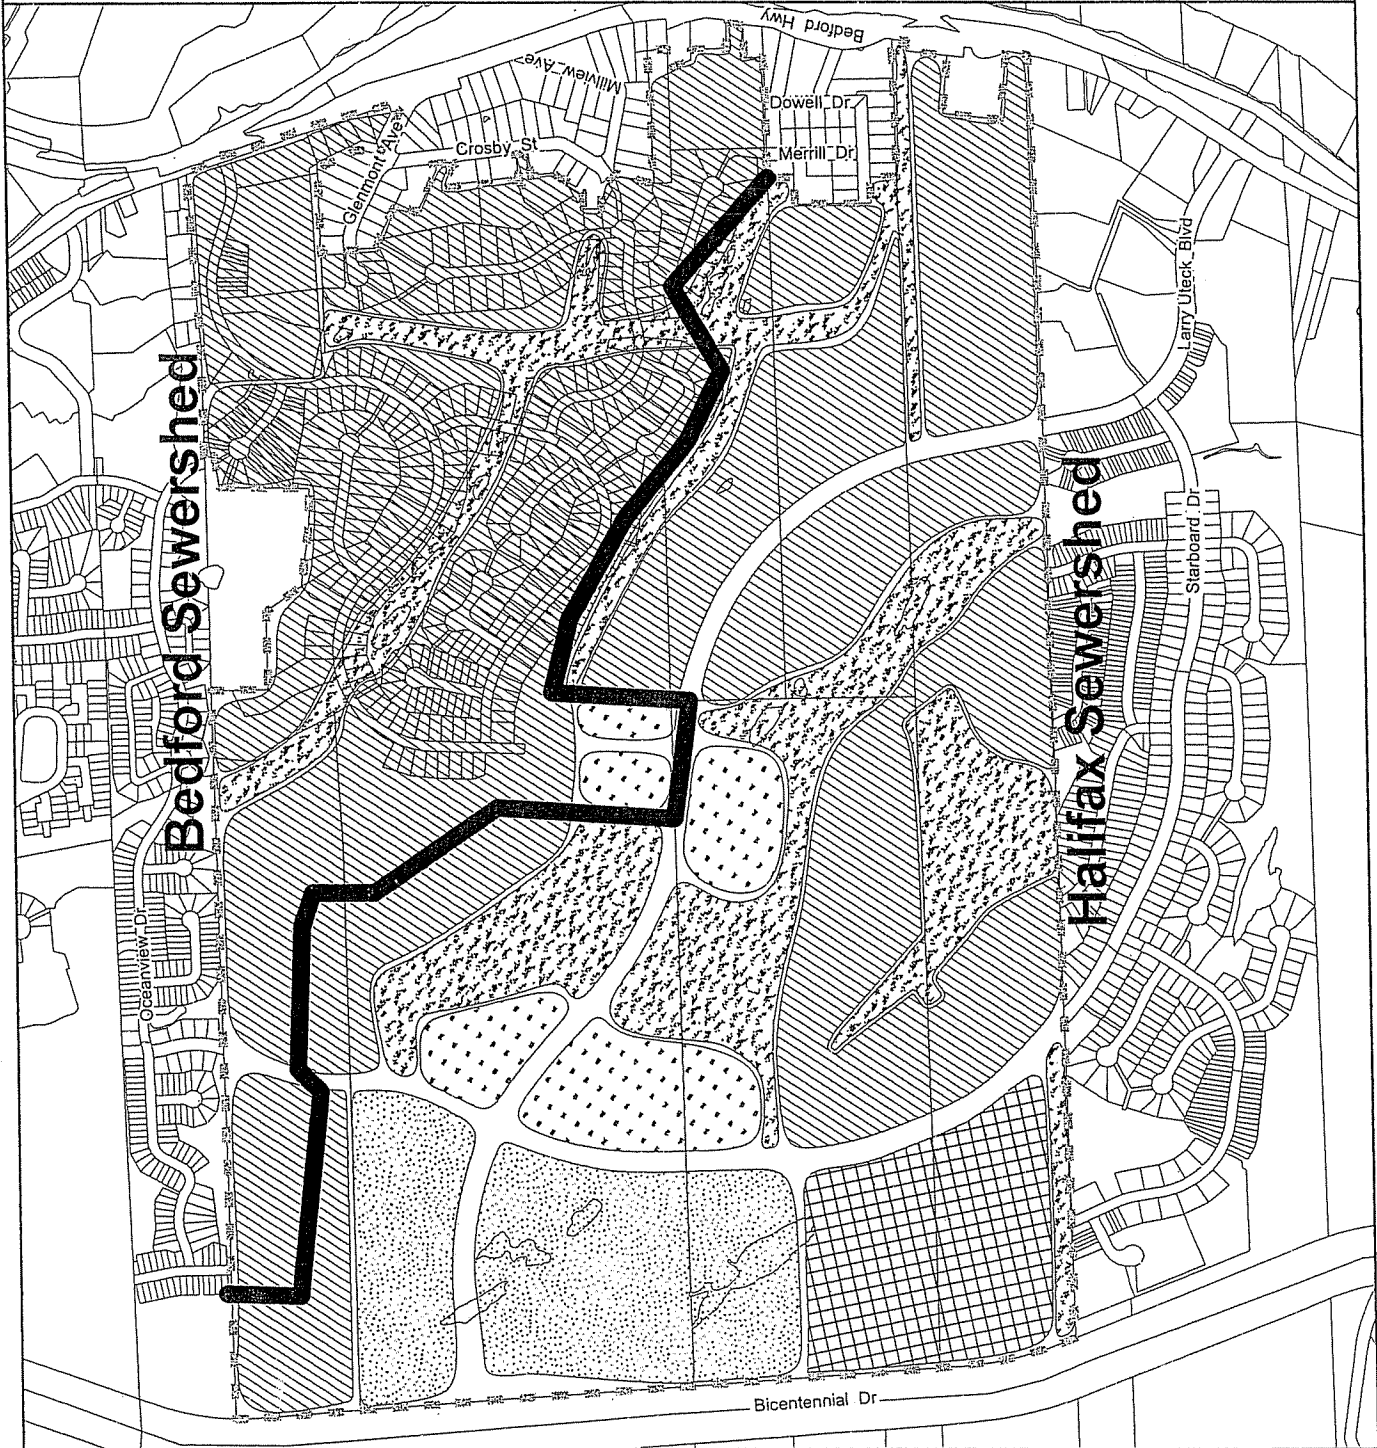 Bedford Hwy
Millview Ave
Dowell Dr
Crosby St
Merrill Dr
Glenmont Ave
Larry Uteck Blvd
Bedford Sewershed
Halifax Sewershed
Starboard Dr
Oceanview Dr
Bicentennial Dr